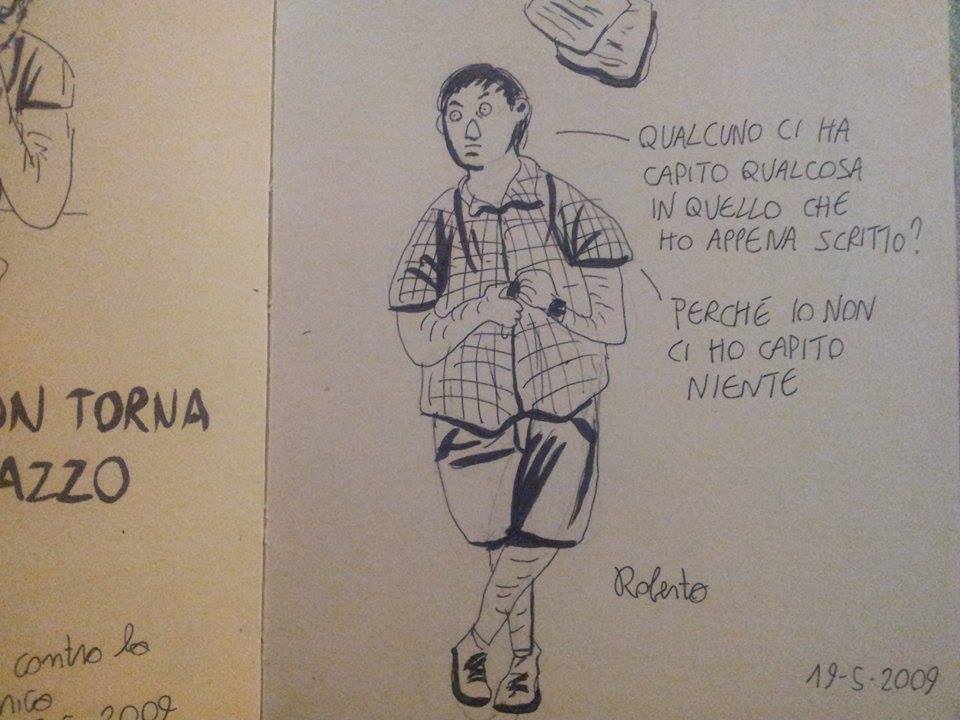 ON TORNA
AZZO
contro la
nico
5-2009
QUALCUNO CI HA
CAPITO QUALCOSA
IN QUELLO CHE
HO APPENA SCRITTO?
PERCHÉ IO NON
CI HO CAPITO
NIENTE
Roberto
19-5-2009